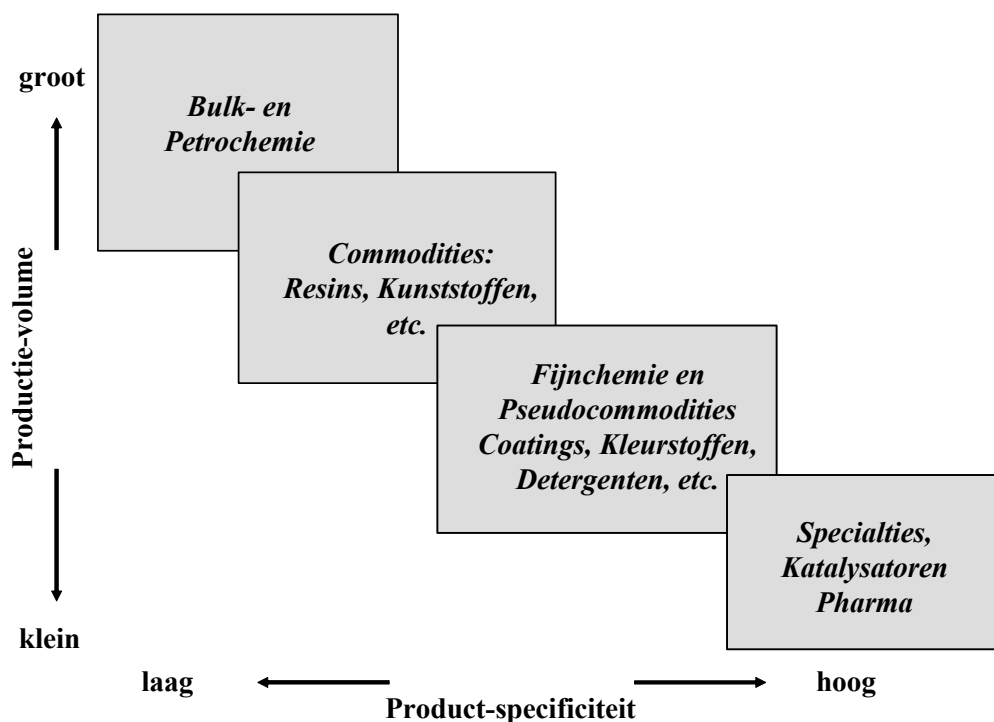 groot
Bulk- en
Petrochemie
Commodities:
Resins, Kunststoffen,
etc.
Productie-volume
Fijnchemie en
Pseudocommodities
Coatings, Kleurstoffen,
Detergenten, etc.
Specialties,
Katalysatoren
Pharma
klein
laag
hoog
Product-specificiteit